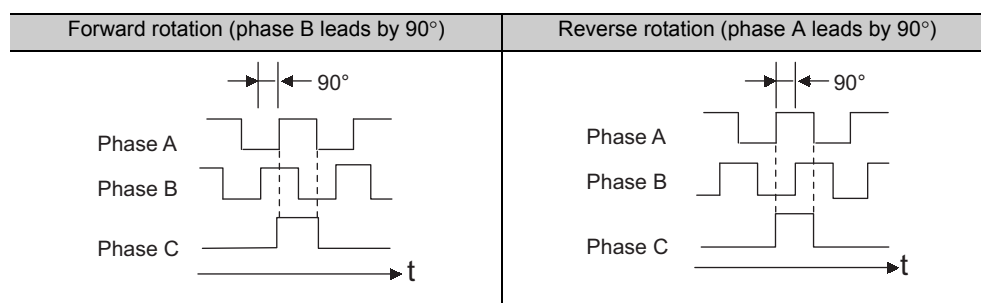 Forward rotation (phase B leads by 90°)
Reverse rotation (phase A leads by 90°)
90°
Phase A
Phase B
Phase C
t
90°
Phase A
Phase B
Phase C
t